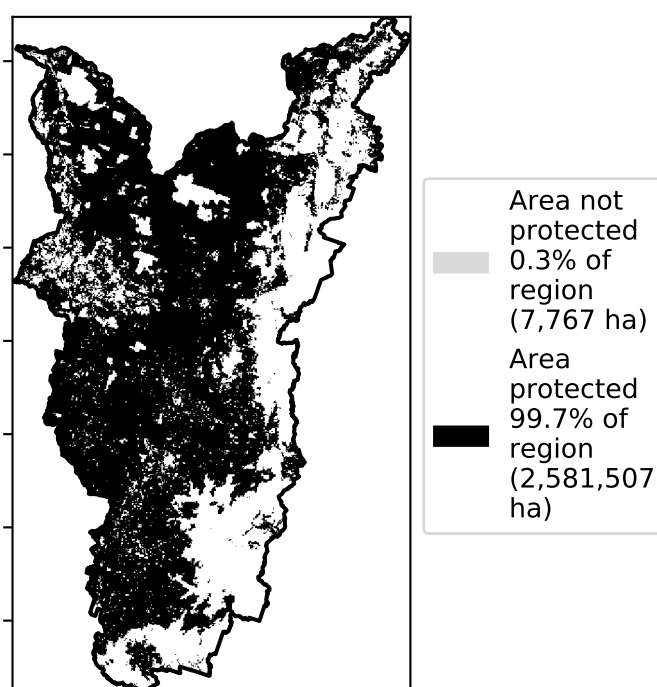 Area not
protected
0.3% of
region
(7,767 ha)
Area
protected
99.7% of
region
(2,581,507
ha)